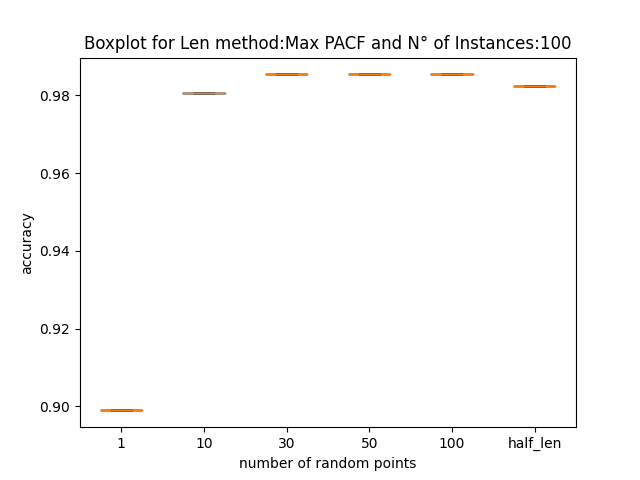 Boxplot for Len method:Max PACF and N° of Instances:100
0.98
0.96
0.94
0.92
0.90
accuracy
1 10 30 50 100 half_len
number of random points